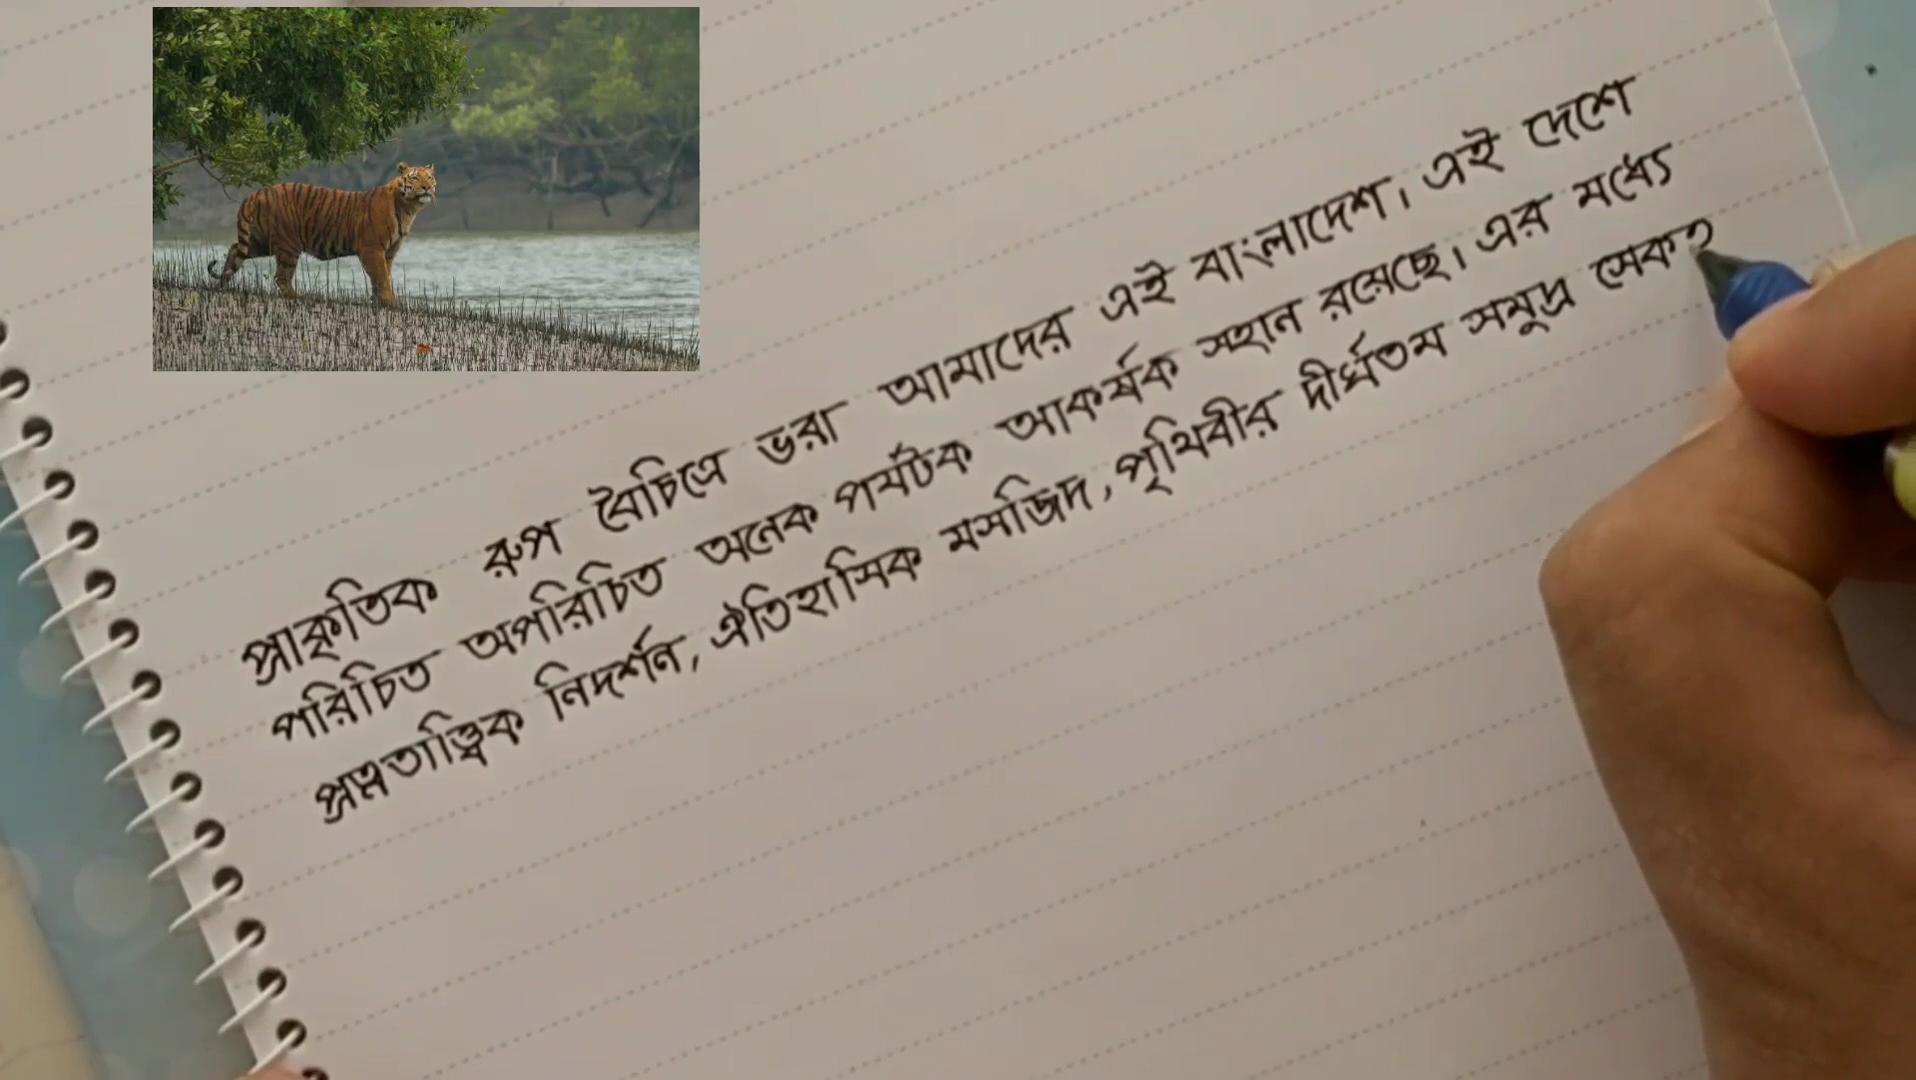 প্রাকৃতিক রুপ বৈচিত্রে ভরা আমাদের এই বাংলাদেশ। এই দেশে
পরিচিত অপরিচিত অনেক পর্যটক আকর্ষক স্হান রয়েছে। এর মধ্যে
প্রত্নতাত্ত্বিক নিদর্শন, ঐতিহাসিক মসজিদ, পৃথিবীর দীর্ঘতম সমুদ্র